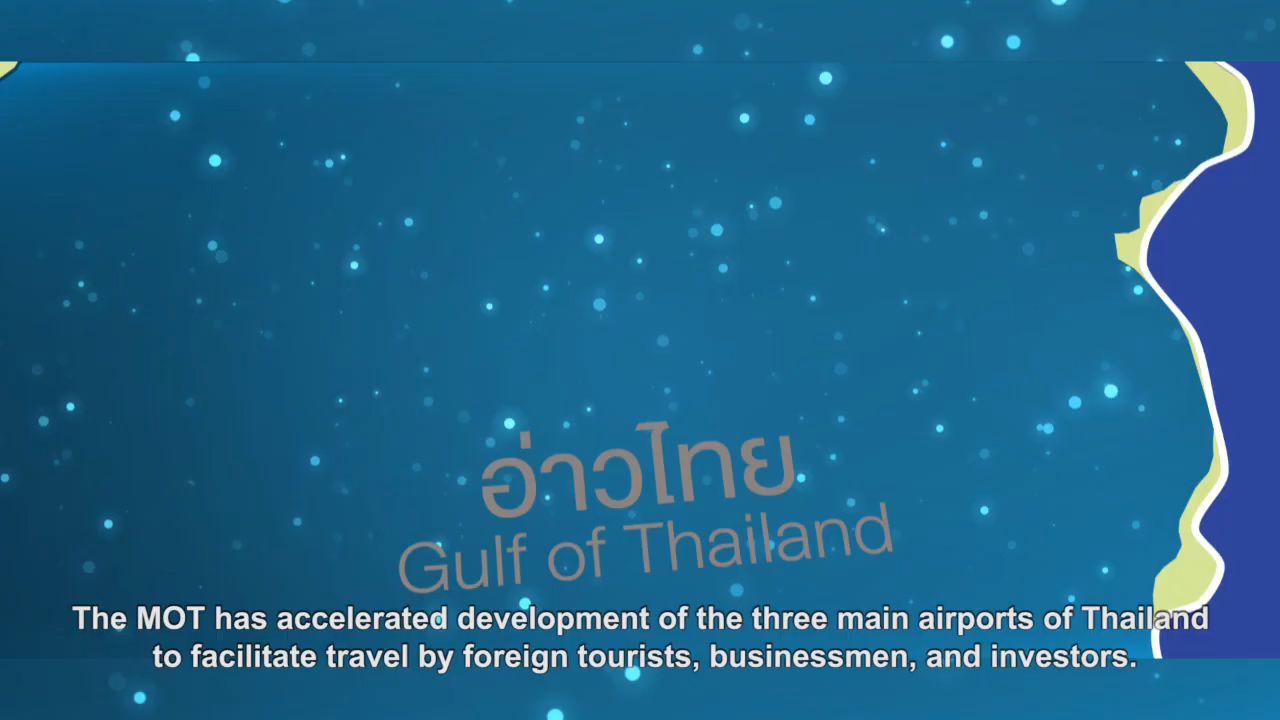 อ่าวไทย
Gulf of Thailand
The MOT has accelerated development of the three main airports of Thailand
to facilitate travel by foreign tourists, businessmen, and investors.